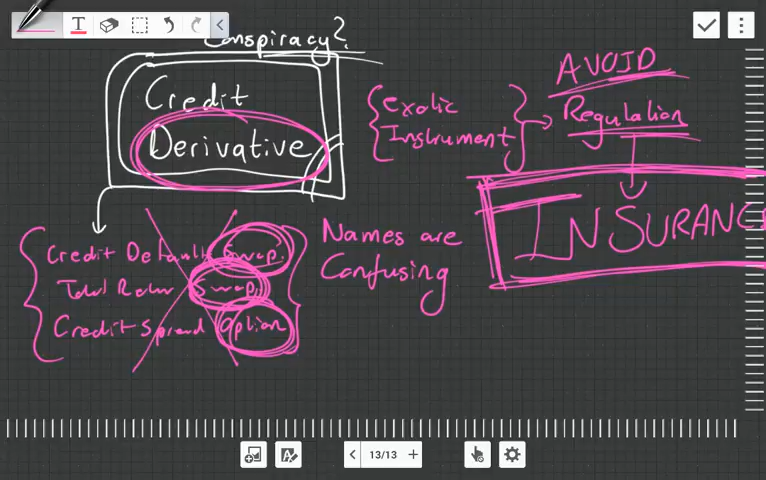 T
Conspiracy?
Credit
Derivative
Exotic
Instrument
AVOID
Regulation
INSURANC
Credit Default Swap.
Total Return Swap
Credit Spread Option
Names are
Confusing
13/13